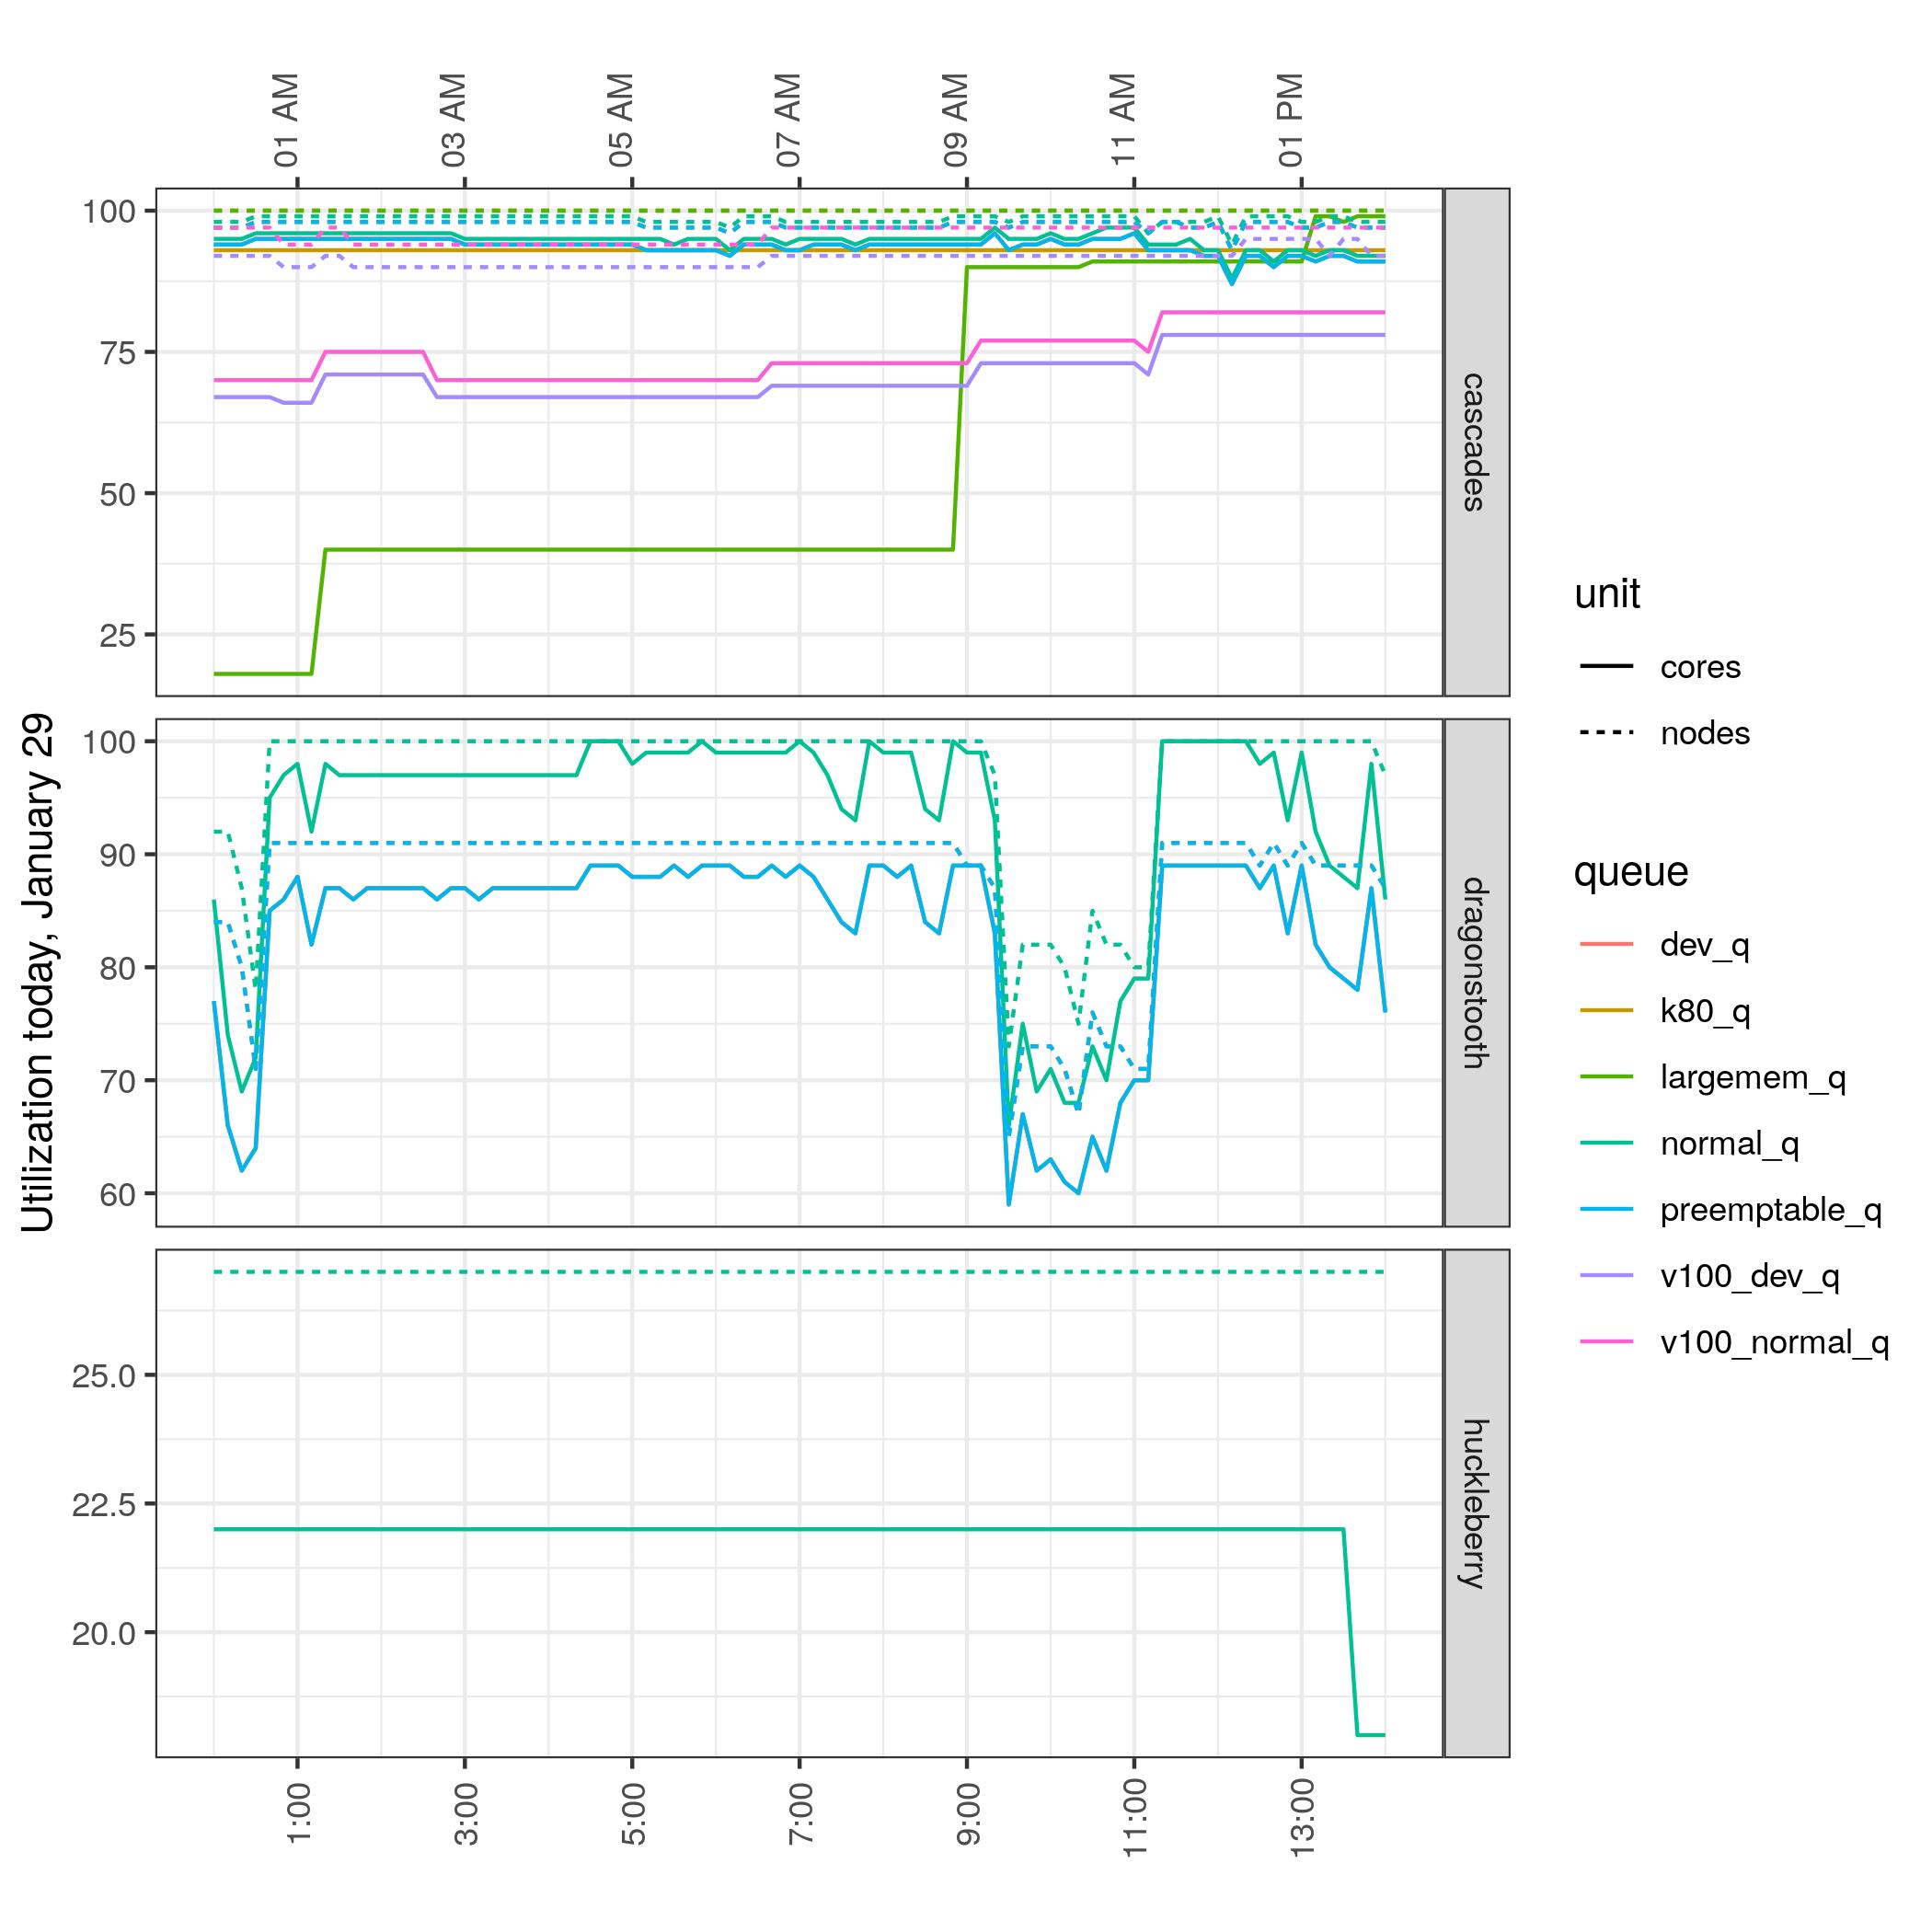 01 AM
03 AM
05 AM
07 AM
09 AM
11 AM
01 PM
100
75
50
25
cascades
Utilization today, January 29
100
90
80
70
60
dragonstooth
25.0
22.5
20.0
huckleberry
1:00
3:00
5:00
7:00
9:00
11:00
13:00
unit
cores
nodes
queue
dev_q
k80_q
largemem_q
normal_q
preemptable_q
v100_dev_q
v100_normal_q